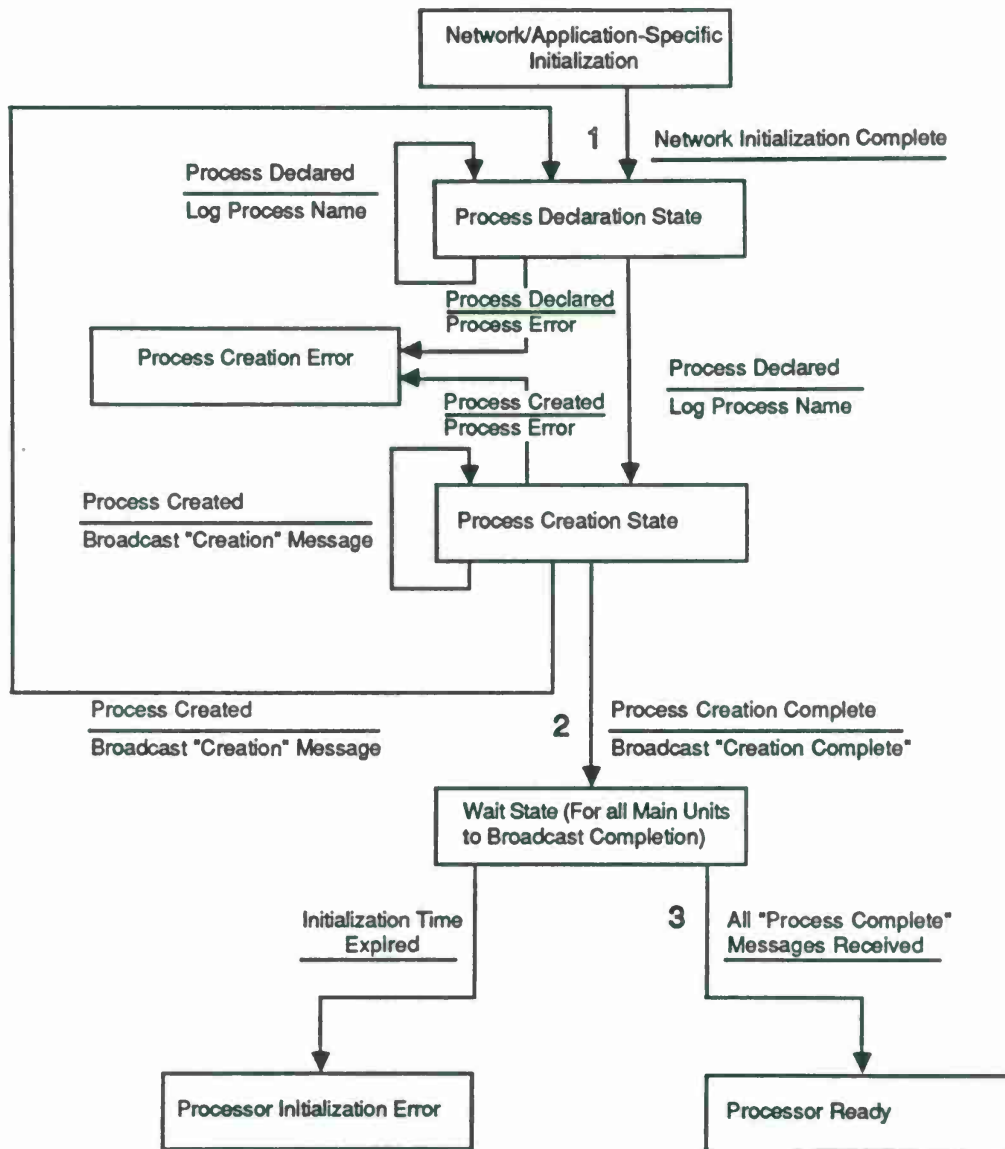 Network/Application-Specific
Initialization
1
Network Initialization Complete
Process Declared
Log Process Name
Process Declaration State
Process Declared
Process Error
Process Creation Error
Process Declared
Log Process Name
Process Created
Process Error
Process Created
Broadcast "Creation" Message
Process Creation State
Process Created
Broadcast "Creation" Message
2
Process Creation Complete
Broadcast "Creation Complete"
Wait State (For all Main Units
to Broadcast Completion)
Initialization Time
Expired
3
All "Process Complete"
Messages Received
Processor Initialization Error
Processor Ready